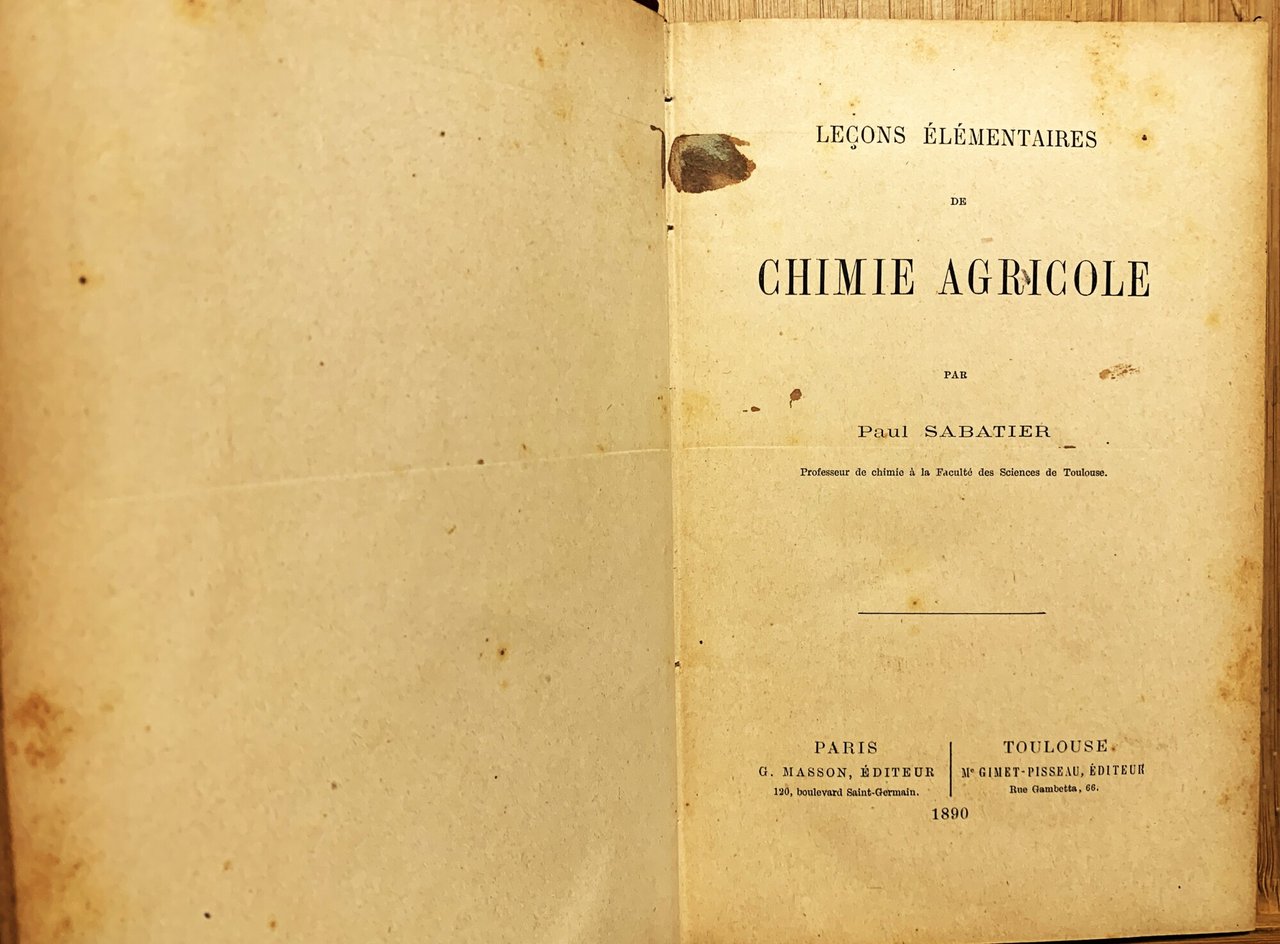 LEÇONS ÉLÉMENTAIRES
DE
CHIMIE AGRICOLE
PAR
Paul SABATIER
Professeur de chimie à la Faculté des Sciences de Toulouse.
PARIS
G. MASSON, ÉDITEUR
120, boulevard Saint-Germain.
TOULOUSE
Me GIMET-PISSEAU, ÉDITEUR
Rue Gambetta, 66.
1890